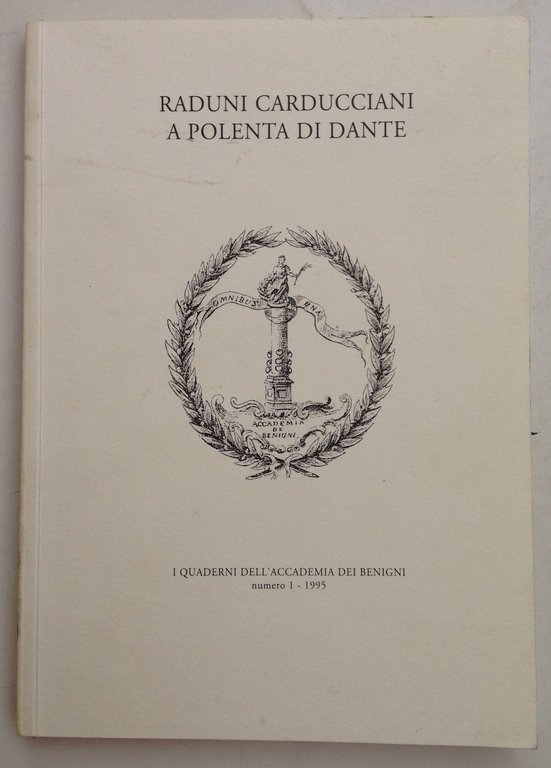 RADUNI CARDUCCIANI
A POLENTA DI DANTE
OMNIBUS UNA
ACCADEMIA
DE
BENIGNI
I QUADERNI DELL'ACCADEMIA DEI BENIGNI
numero 1 - 1995